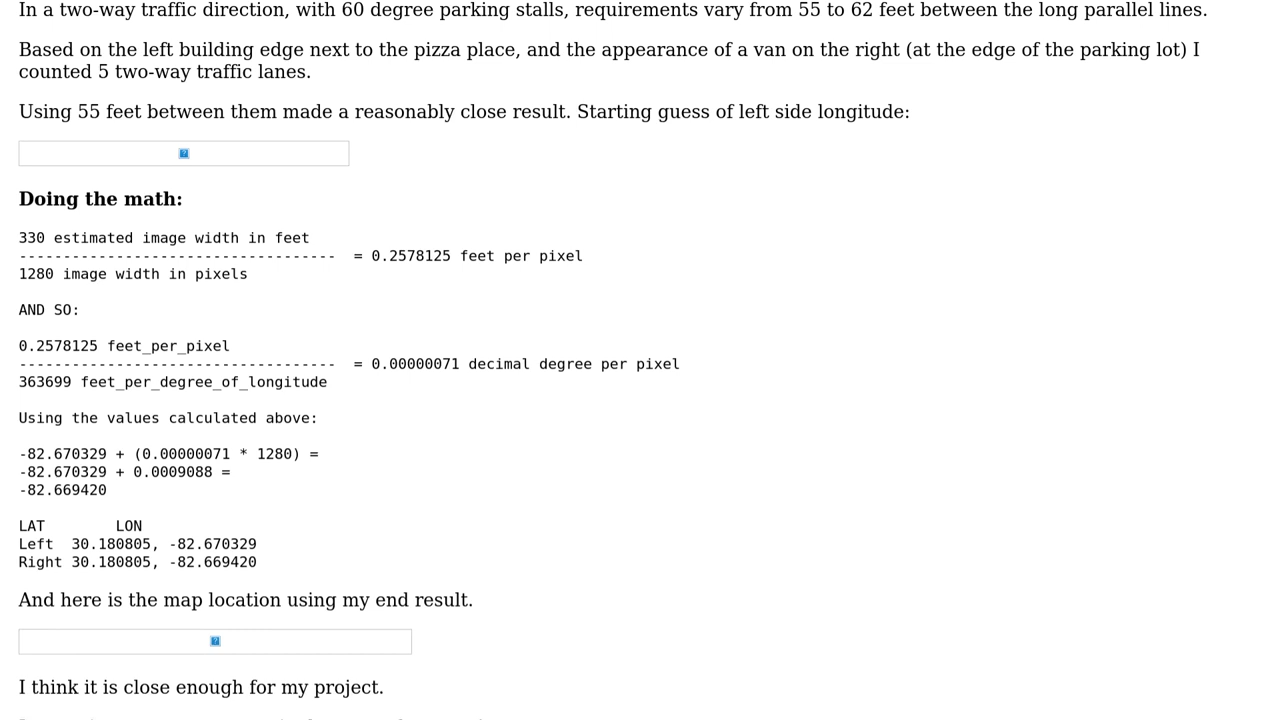 In a two-way traffic direction, with 60 degree parking stalls, requirements vary from 55 to 62 feet between the long parallel lines.
Based on the left building edge next to the pizza place, and the appearance of a van on the right (at the edge of the parking lot) I
counted 5 two-way traffic lanes.
Using 55 feet between them made a reasonably close result. Starting guess of left side longitude:
Doing the math:
330 estimated image width in feet
------------------------------------ = 0.2578125 feet per pixel
1280 image width in pixels
AND SO:
0.2578125 feet_per_pixel
------------------------------------ = 0.00000071 decimal degree per pixel
363699 feet_per_degree_of_longitude
Using the values calculated above:
-82.670329 + (0.00000071 * 1280) =
-82.670329 + 0.0009088 =
-82.669420
LAT        LON
Left  30.180805, -82.670329
Right 30.180805, -82.669420
And here is the map location using my end result.
I think it is close enough for my project.